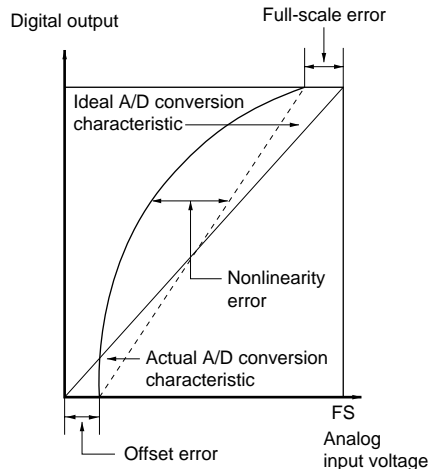 Full-scale error
Digital output
Ideal A/D conversion
characteristic
Nonlinearity
error
Actual A/D conversion
characteristic
FS
Offset error
Analog
input voltage